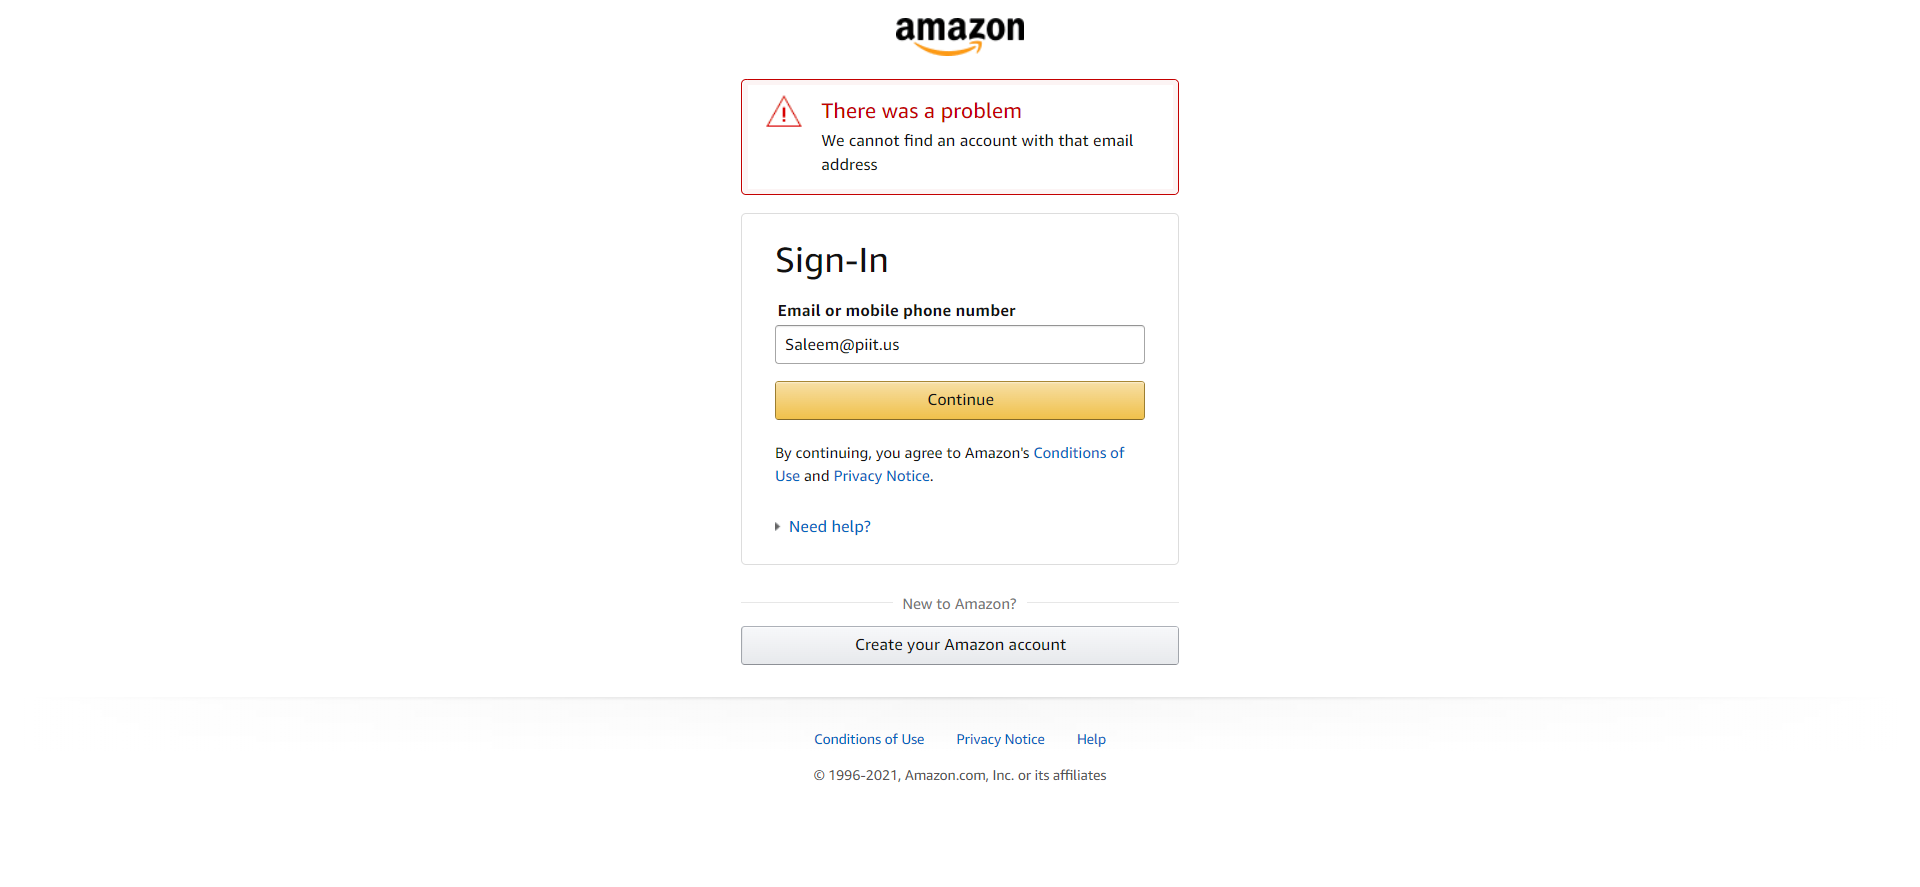 amazon
There was a problem
We cannot find an account with that email
address
Sign-In
Email or mobile phone number
Saleem@piit.us
Continue
By continuing, you agree to Amazon's Conditions of
Use and Privacy Notice.
Need help?
New to Amazon?
Create your Amazon account
Conditions of Use Privacy Notice Help
© 1996-2021, Amazon.com, Inc. or its affiliates